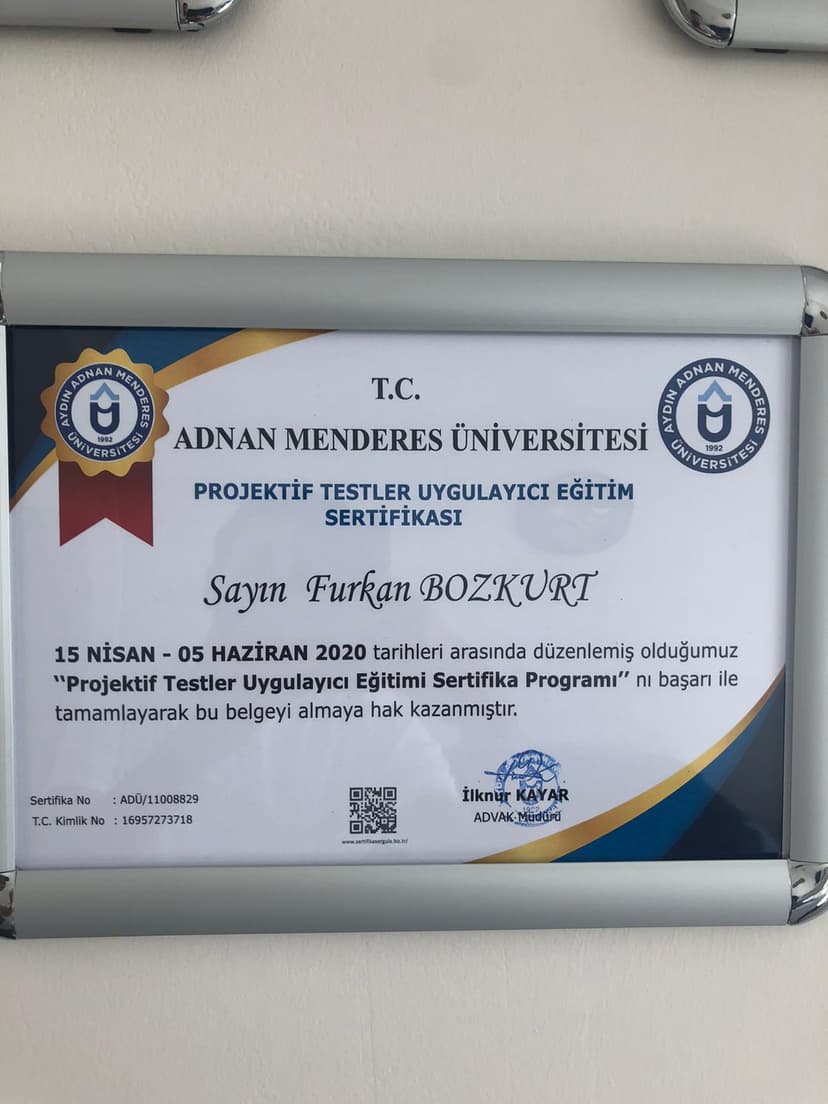 AYDIN ADNAN MENDERES ÜNİVERSİTESİ
1992
T.C.
ADNAN MENDERES ÜNİVERSİTESİ
AYDIN ADNAN MENDERES ÜNİVERSİTESİ
1992
PROJEKTİF TESTLER UYGULAYICI EĞİTİM
SERTİFİKASI
Sayın Furkan BOZKURT
15 NİSAN - 05 HAZİRAN 2020 tarihleri arasında düzenlemiş olduğumuz
‘‘Projektif Testler Uygulayıcı Eğitimi Sertifika Programı’’ nı başarı ile
tamamlayarak bu belgeyi almaya hak kazanmıştır.
Sertifika No : ADÜ/11008829
T.C. Kimlik No : 16957273718
İlknur KAYAR
1992
ADVAK Müdürü